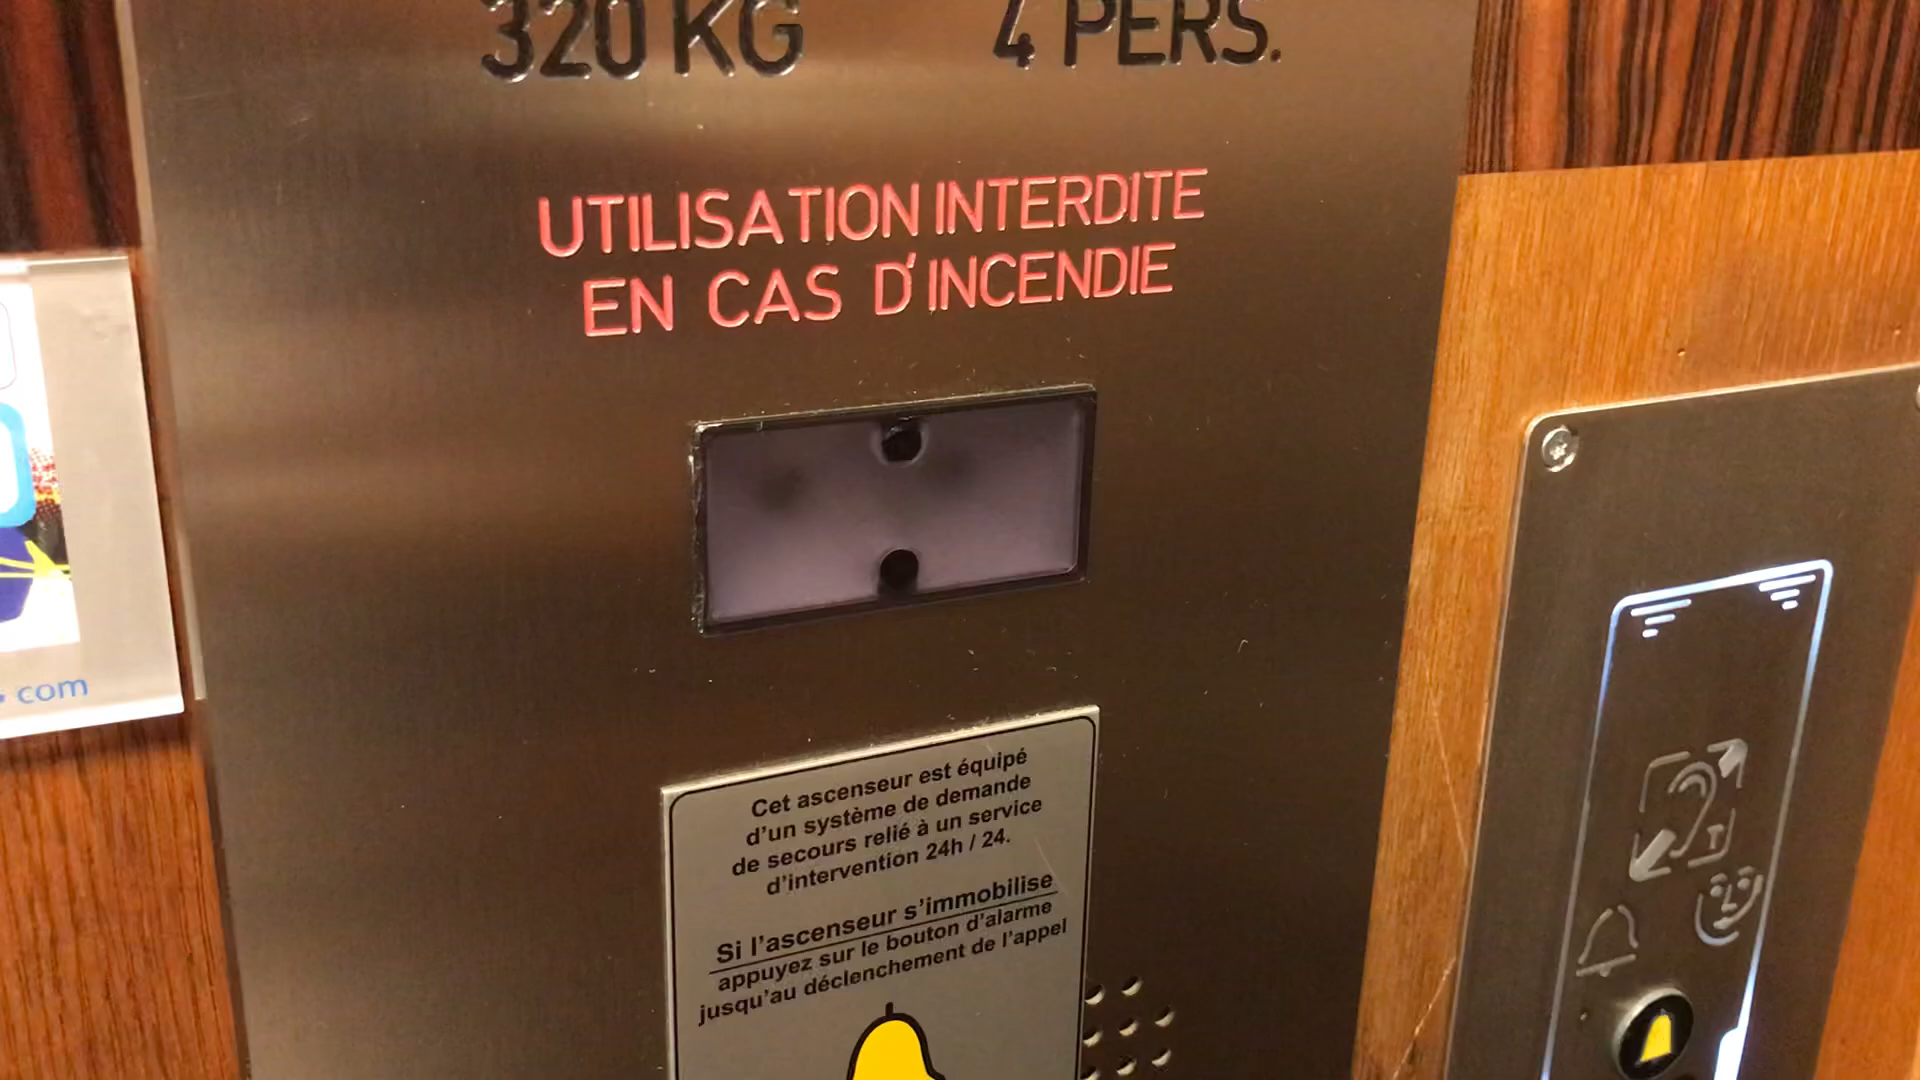 320 KG 4 PERS.
UTILISATION INTERDITE
EN CAS D'INCENDIE
com
Cet ascenseur est équipé
d'un système de demande
de secours relié à un service
d'intervention 24h / 24.
Si l'ascenseur s'immobilise
appuyez sur le bouton d'alarme
jusqu'au déclenchement de l'appel